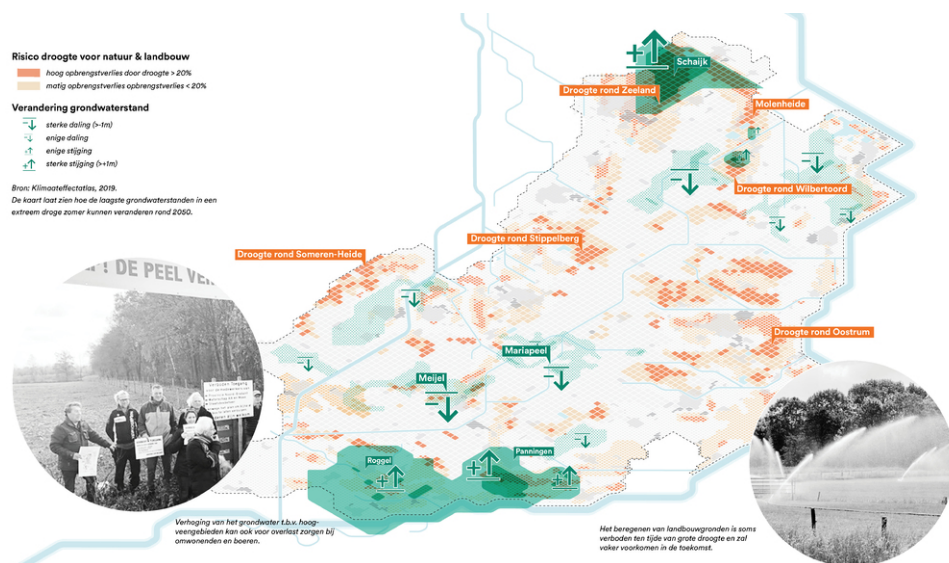 Risico droogte voor natuur & landbouw
hoog opbrengstverlies door droogte > 20%
matig opbrengstverlies opbrengstverlies < 20%
Verandering grondwaterstand
sterke daling (>-1m)
enige daling
enige stijging
sterke stijging (>+1m)
Bron: Klimaateffectatlas, 2019.
De kaart laat zien hoe de laagste grondwaterstanden in een
extreem droge zomer kunnen veranderen rond 2050.
Schaijk
Droogte rond Zeeland
Molenheide
Droogte rond Wilbertoord
Droogte rond Stippelberg
Droogte rond Someren-Heide
Droogte rond Oostrum
Mariapeel
Meijel
Roggel
Panningen
! DE PEEL VER
Verboden Toegang
Verhoging van het grondwater t.b.v. hoog-
veengebieden kan ook voor overlast zorgen bij
omwonenden en boeren.
Het beregenen van landbouwgronden is soms
verboden ten tijde van grote droogte en zal
vaker voorkomen in de toekomst.